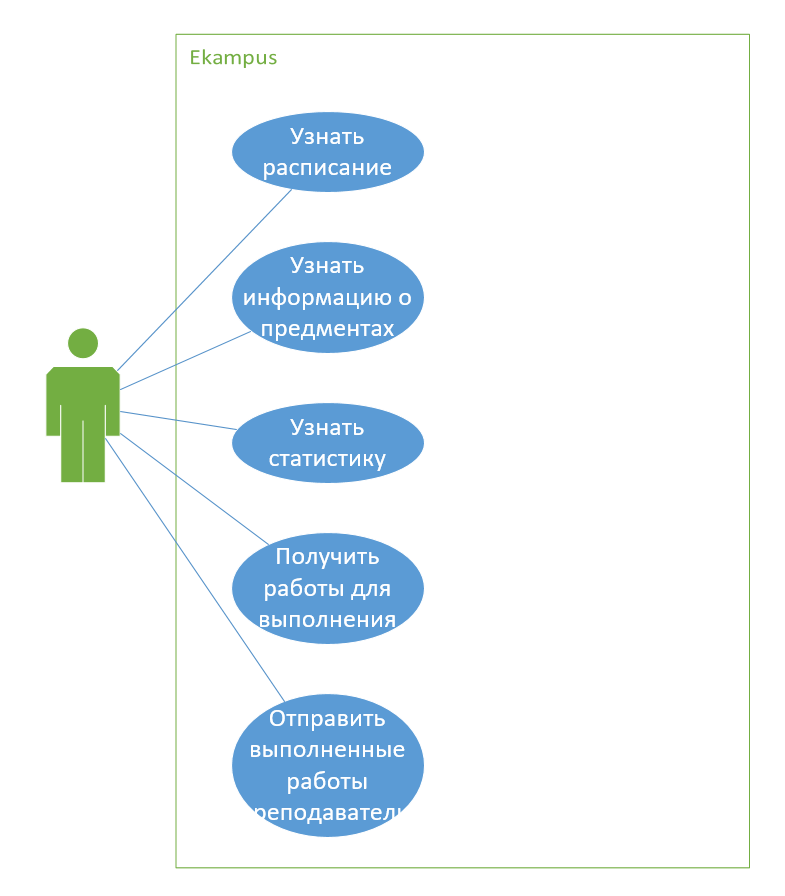 Ekampus
Узнать
расписание
Узнать
информацию о
предментах
Узнать
статистику
Получить
работы для
выполнения
Отправить
выполненные
работы